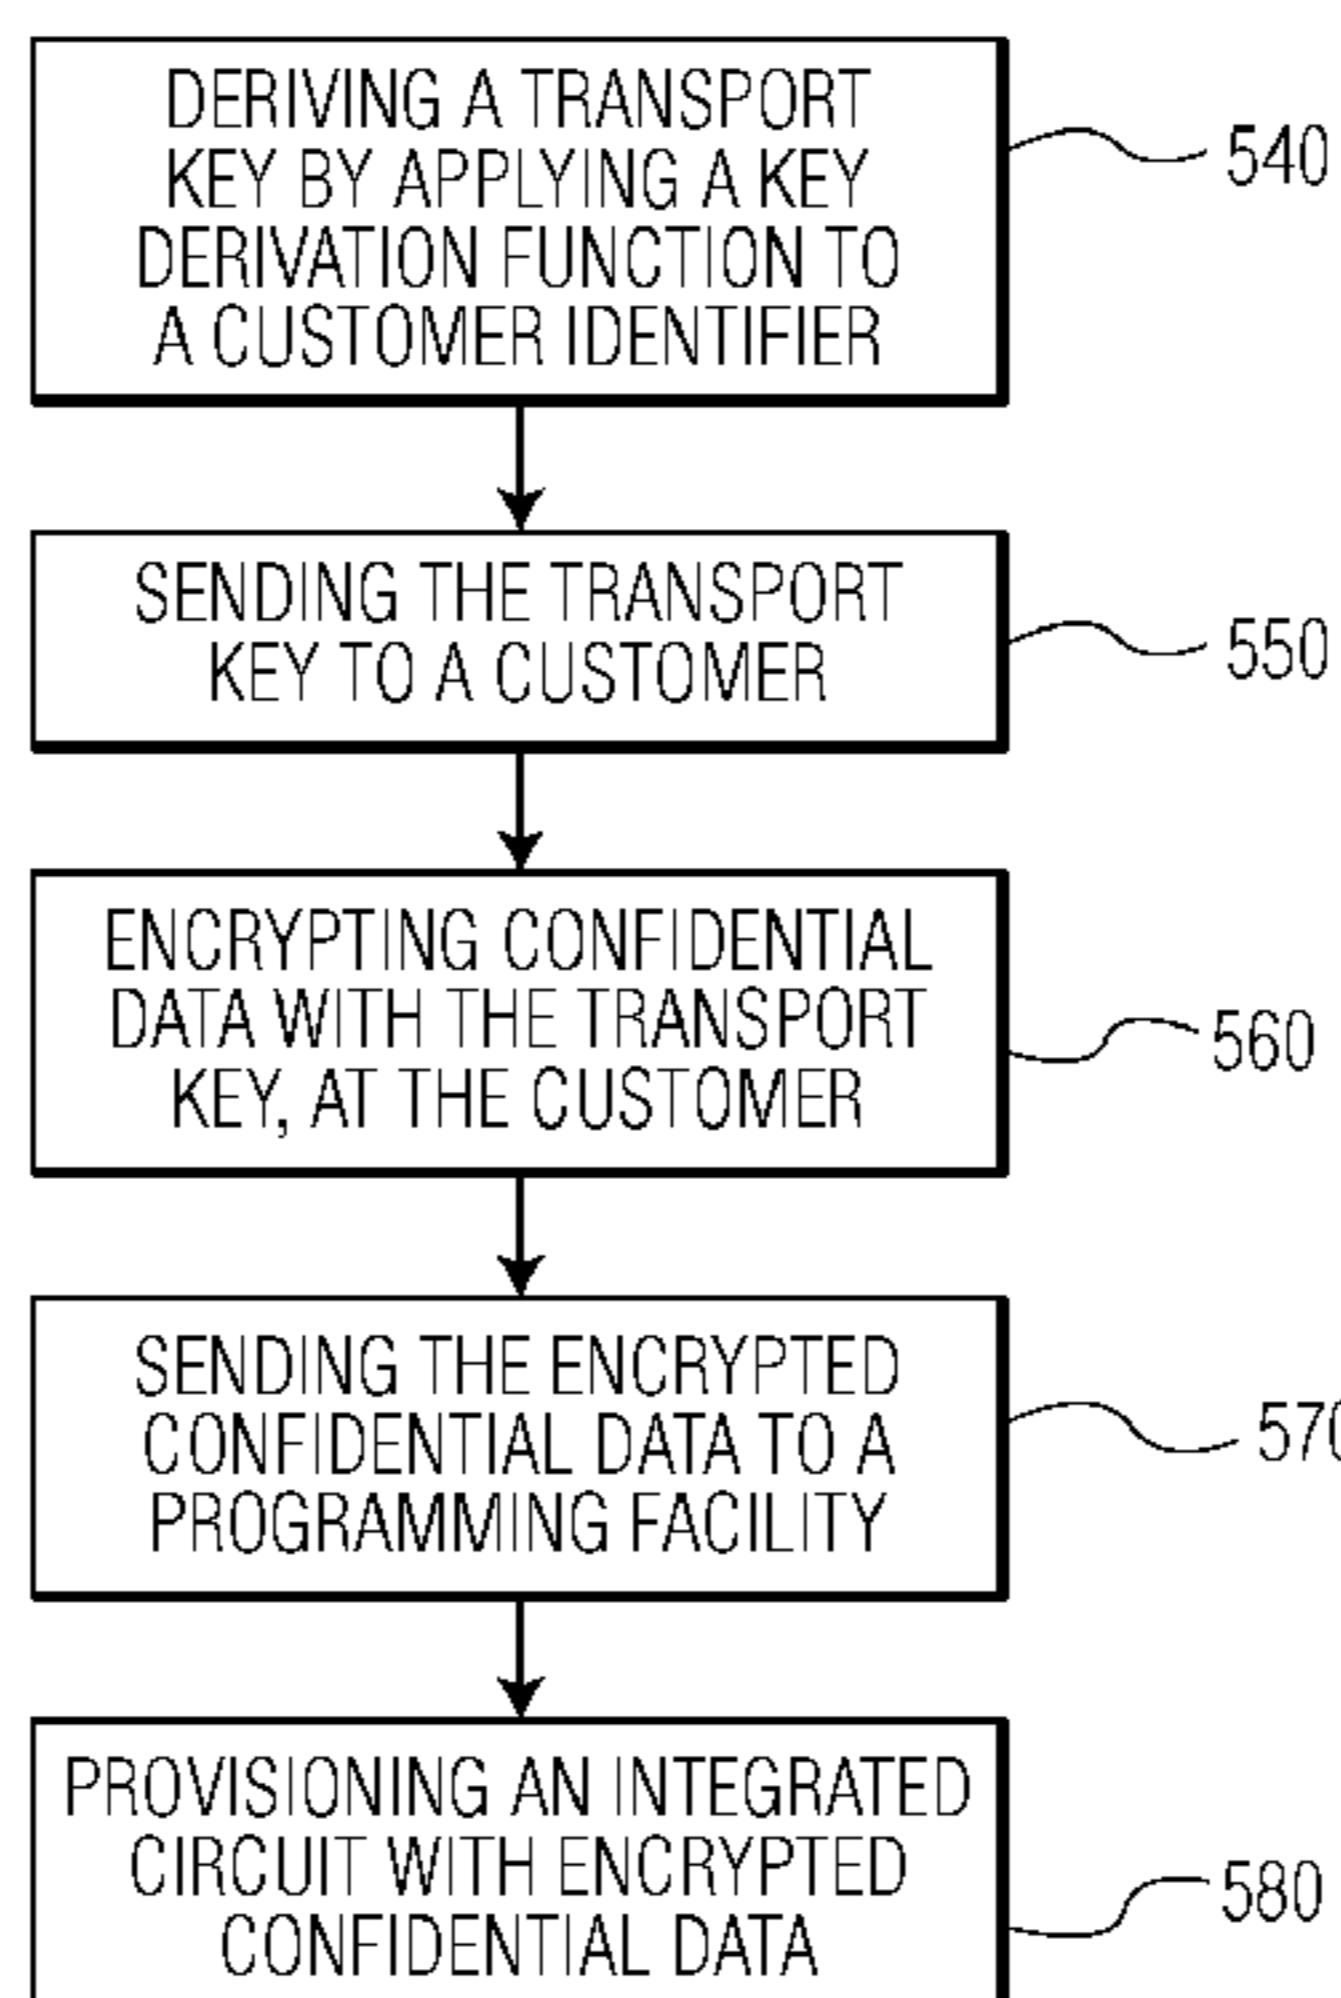 DERIVING A TRANSPORT
KEY BY APPLYING A KEY
DERIVATION FUNCTION TO
A CUSTOMER IDENTIFIER
540
SENDING THE TRANSPORT
KEY TO A CUSTOMER
550
ENCRYPTING CONFIDENTIAL
DATA WITH THE TRANSPORT
KEY, AT THE CUSTOMER
560
SENDING THE ENCRYPTED
CONFIDENTIAL DATA TO A
PROGRAMMING FACILITY
570
PROVISIONING AN INTEGRATED
CIRCUIT WITH ENCRYPTED
CONFIDENTIAL DATA
580